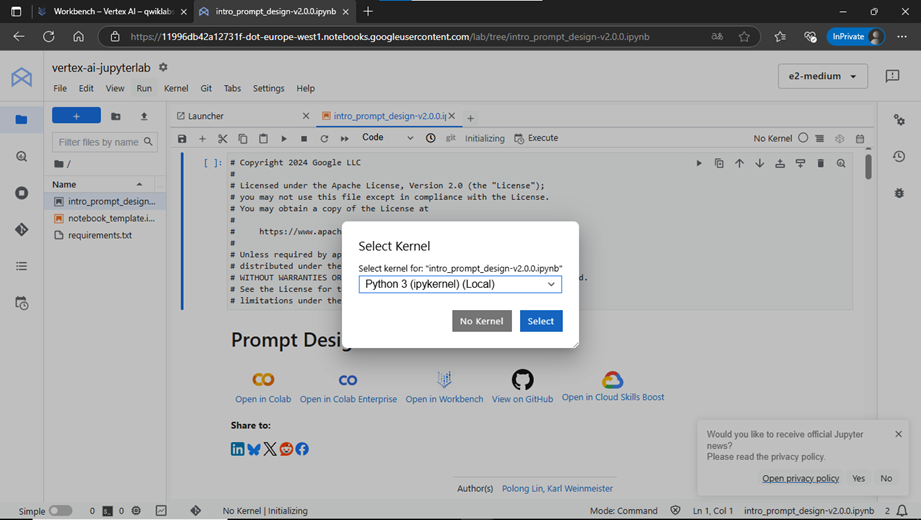 Workbench – Vertex AI – qwiklab
intro_prompt_design-v2.0.0.ipynb
https://11996db42a12731f-dot-europe-west1.notebooks.googleusercontent.com/lab/tree/intro_prompt_design-v2.0.0.ipynb
InPrivate
vertex-ai-jupyterlab
e2-medium
File Edit View Run Kernel Git Tabs Settings Help
Launcher
intro_prompt_design-v2.0.0.i
Filter files by name
/
Name
intro_prompt_design...
notebook_template.i...
requirements.txt
Code
git
Initializing
Execute
No Kernel
[ ]:
# Copyright 2024 Google LLC
#
# Licensed under the Apache License, Version 2.0 (the "License");
# you may not use this file except in compliance with the License.
# You may obtain a copy of the License at
#
# https://www.apac
#
# Unless required by ap
# distributed under the
# WITHOUT WARRANTIES OR d.
# See the License for t
# limitations under the
Select Kernel
Select kernel for: "intro_prompt_design-v2.0.0.ipynb"
Python 3 (ipykernel) (Local)
No Kernel
Select
Prompt Desig
Open in Colab
Open in Colab Enterprise
Open in Workbench
View on GitHub
Open in Cloud Skills Boost
Share to:
Author(s) Polong Lin, Karl Weinmeister
Would you like to receive official Jupyter
news?
Please read the privacy policy.
Open privacy policy Yes No
Simple 0 0
No Kernel | Initializing
Mode: Command
Ln 1, Col 1
intro_prompt_design-v2.0.0.ipynb
2